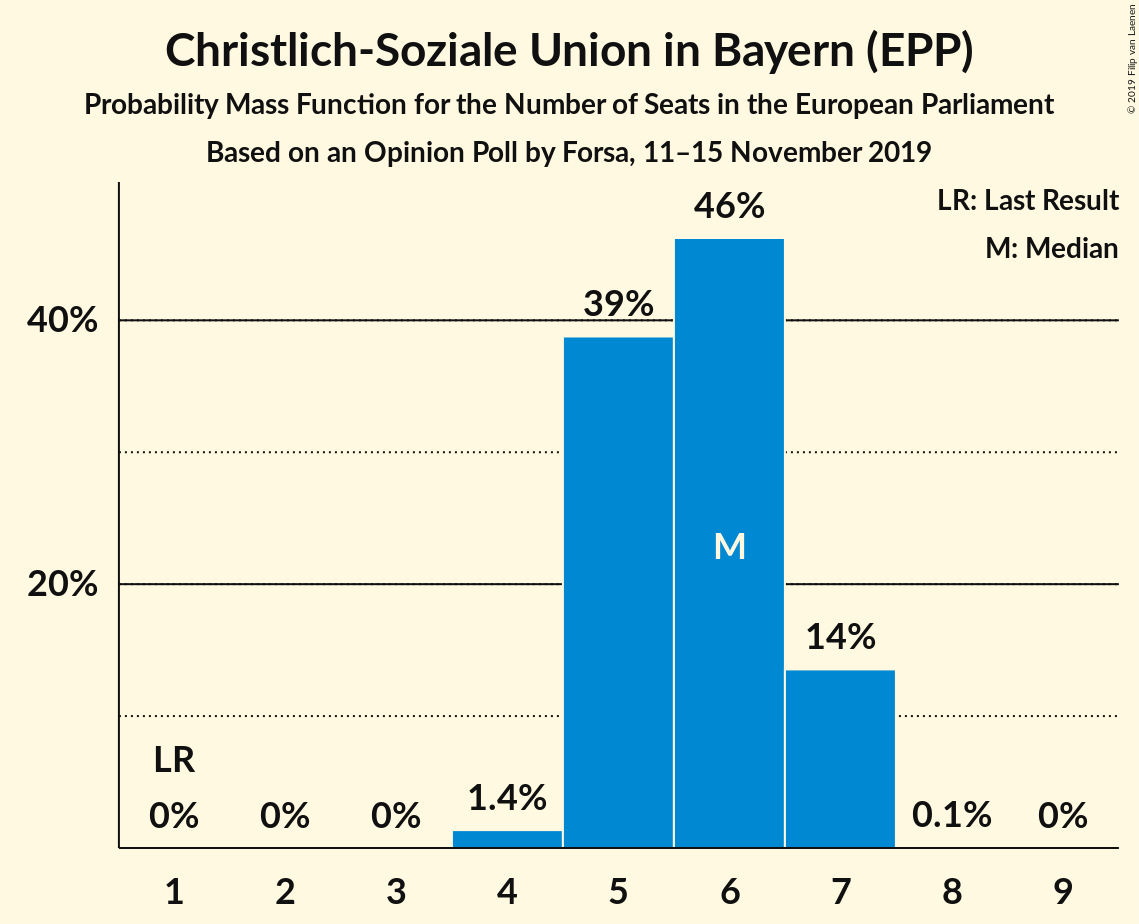 Christlich-Soziale Union in Bayern (EPP)
Probability Mass Function for the Number of Seats in the European Parliament
Based on an Opinion Poll by Forsa, 11–15 November 2019
© 2019 Filip van Laenen
LR: Last Result
M: Median
46%
39%
40%
M
20%
14%
LR
0%
0%
0%
1.4%
0.1%
0%
1 2 3 4 5 6 7 8 9